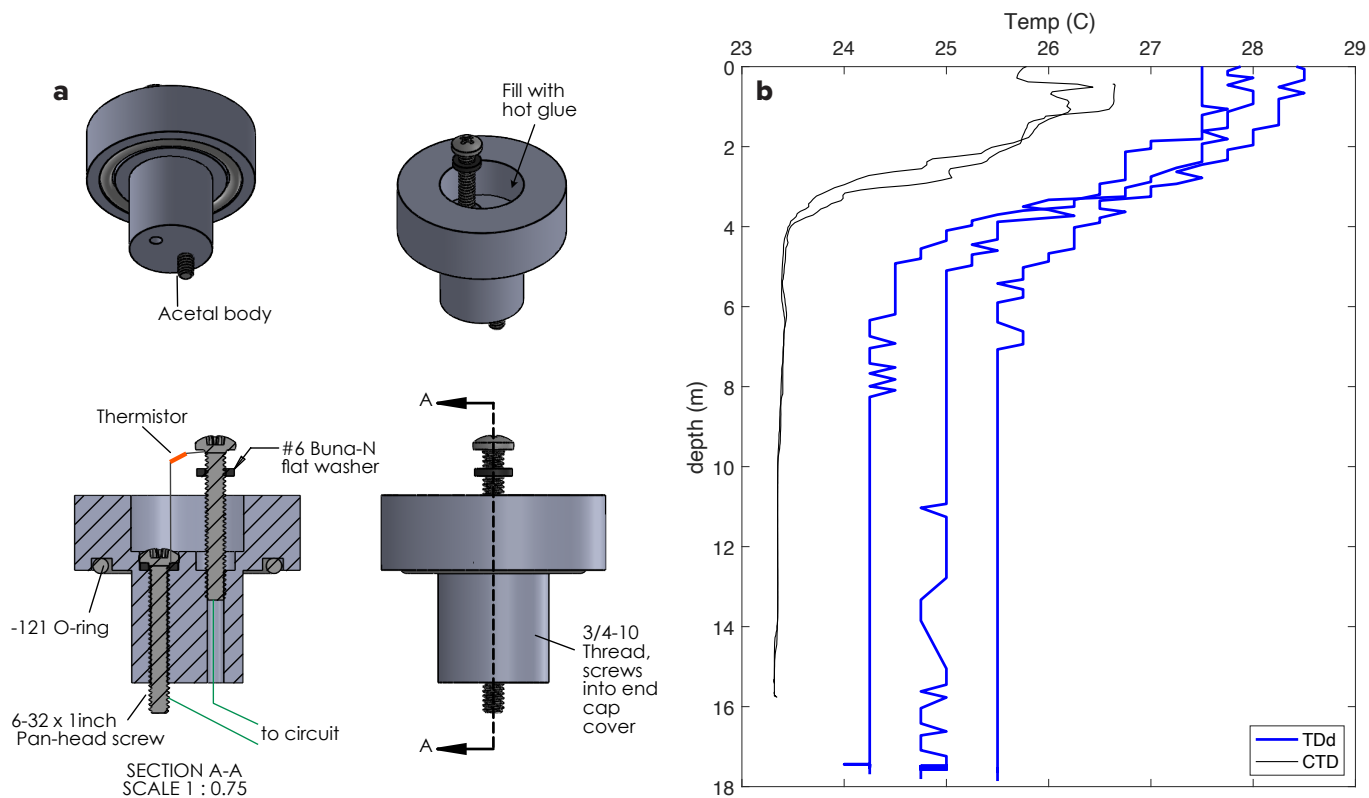 a
Fill with
hot glue
Acetal body
Thermistor
#6 Buna-N
flat washer
-121 O-ring
6-32 x 1inch
Pan-head screw
to circuit
SECTION A-A
SCALE 1 : 0.75
A
3/4-10
Thread,
screws
into end
cap
cover
A
b
Temp (C)
23 24 25 26 27 28 29
depth (m)
0
2
4
6
8
10
12
14
16
18
TDd
CTD